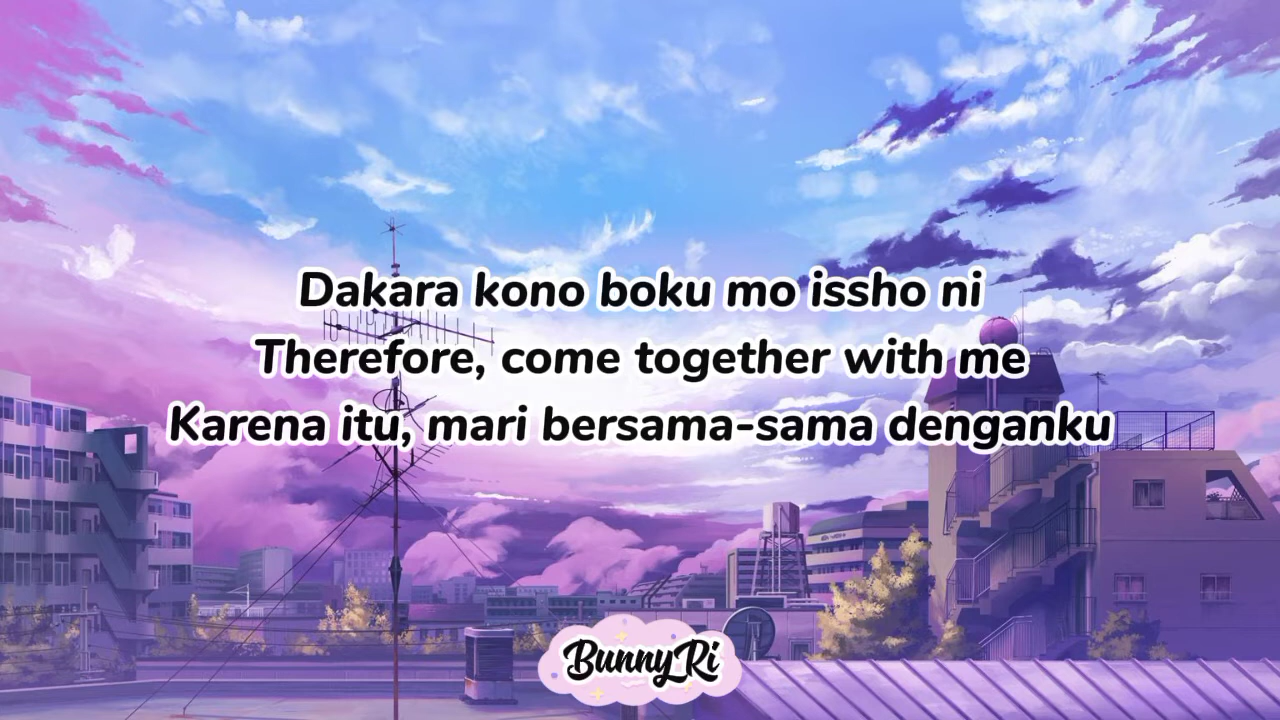 Dakara kono boku mo issho ni
Therefore, come together with me
Karena itu, mari bersama-sama denganku
BunnyRi